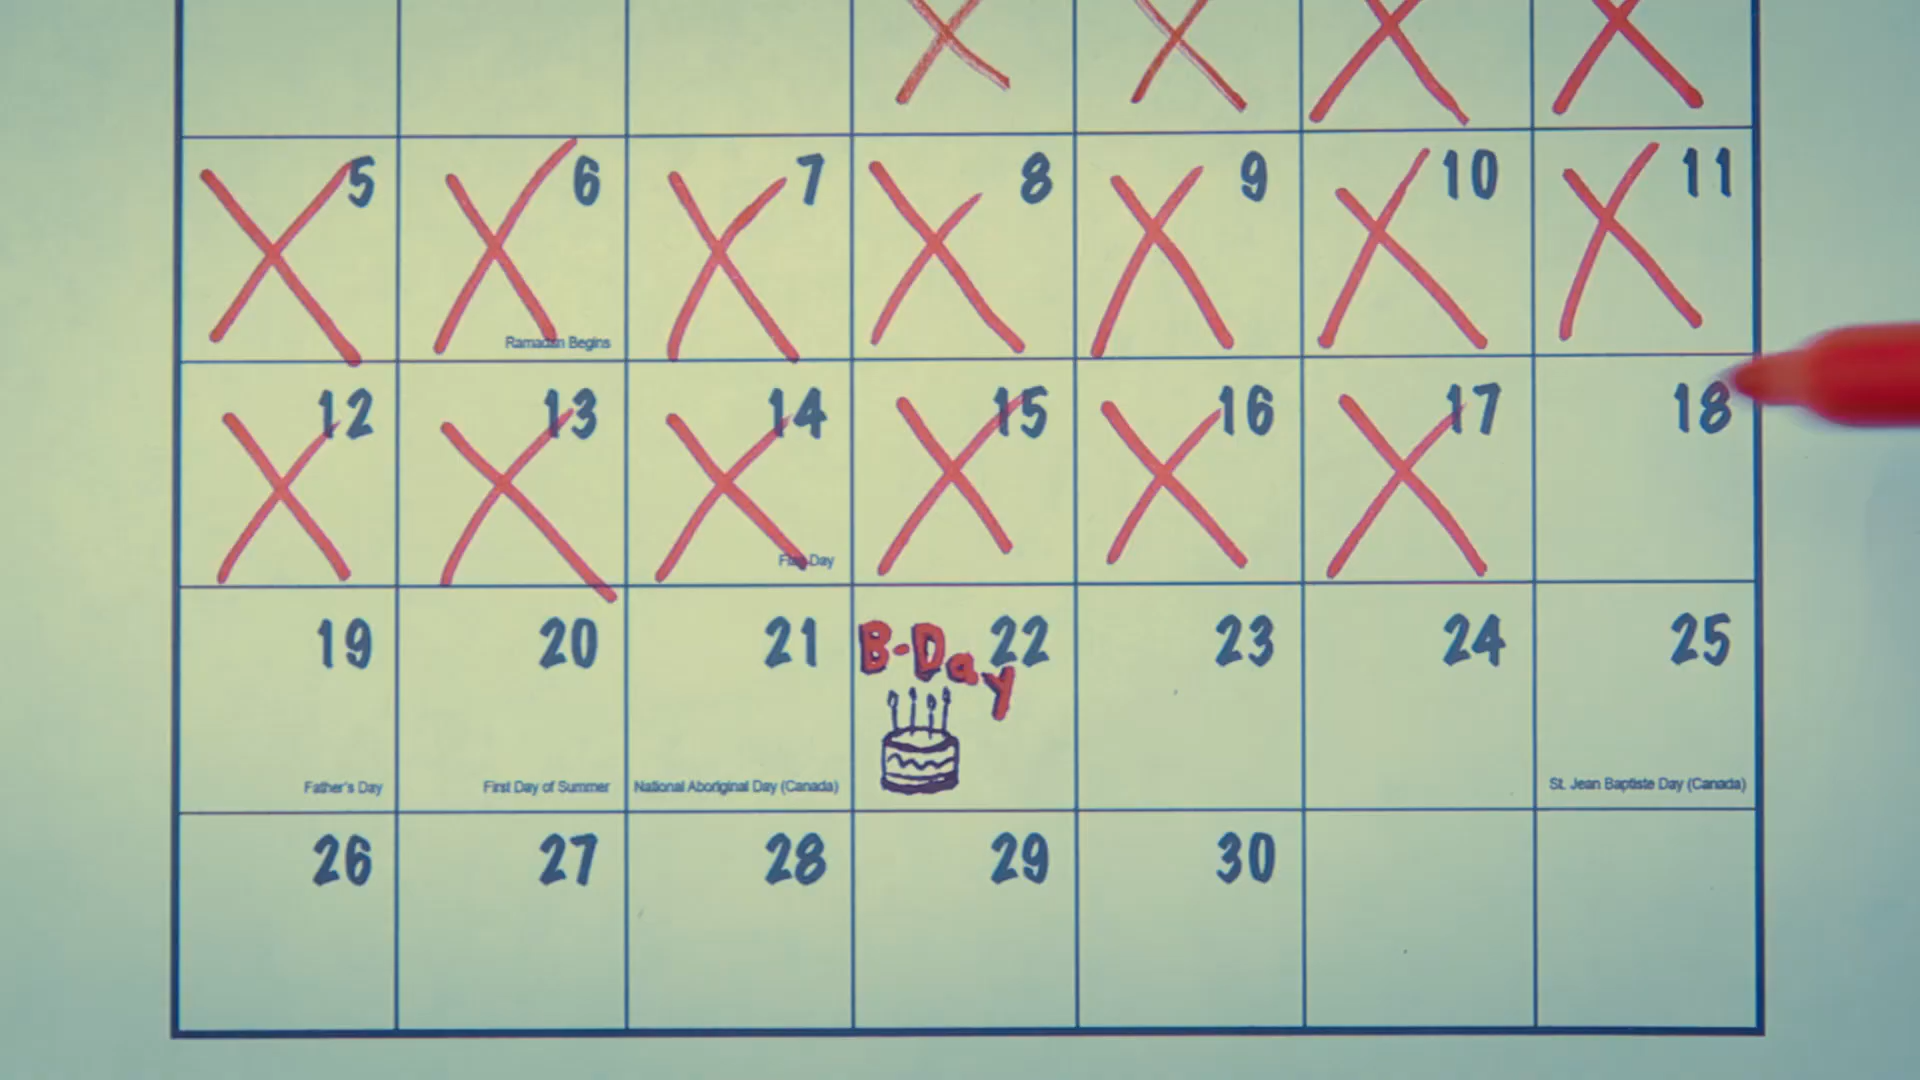 5 6 7 8 9 10 11
Ramadan Begins
12 13 14 15 16 17 18
Flag Day
19 20 21 B-Day 22 23 24 25
Father's Day First Day of Summer National Aboriginal Day (Canada) St. Jean Baptiste Day (Canada)
26 27 28 29 30